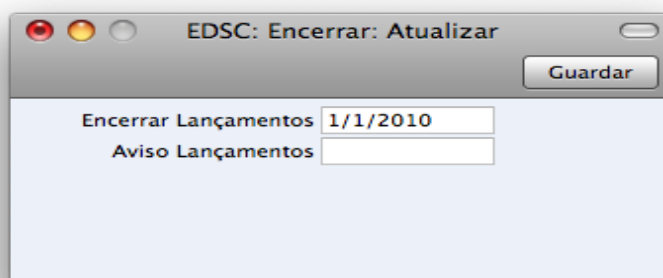 EDSC: Encerrar: Atualizar
Guardar
Encerrar Lançamentos 1/1/2010
Aviso Lançamentos